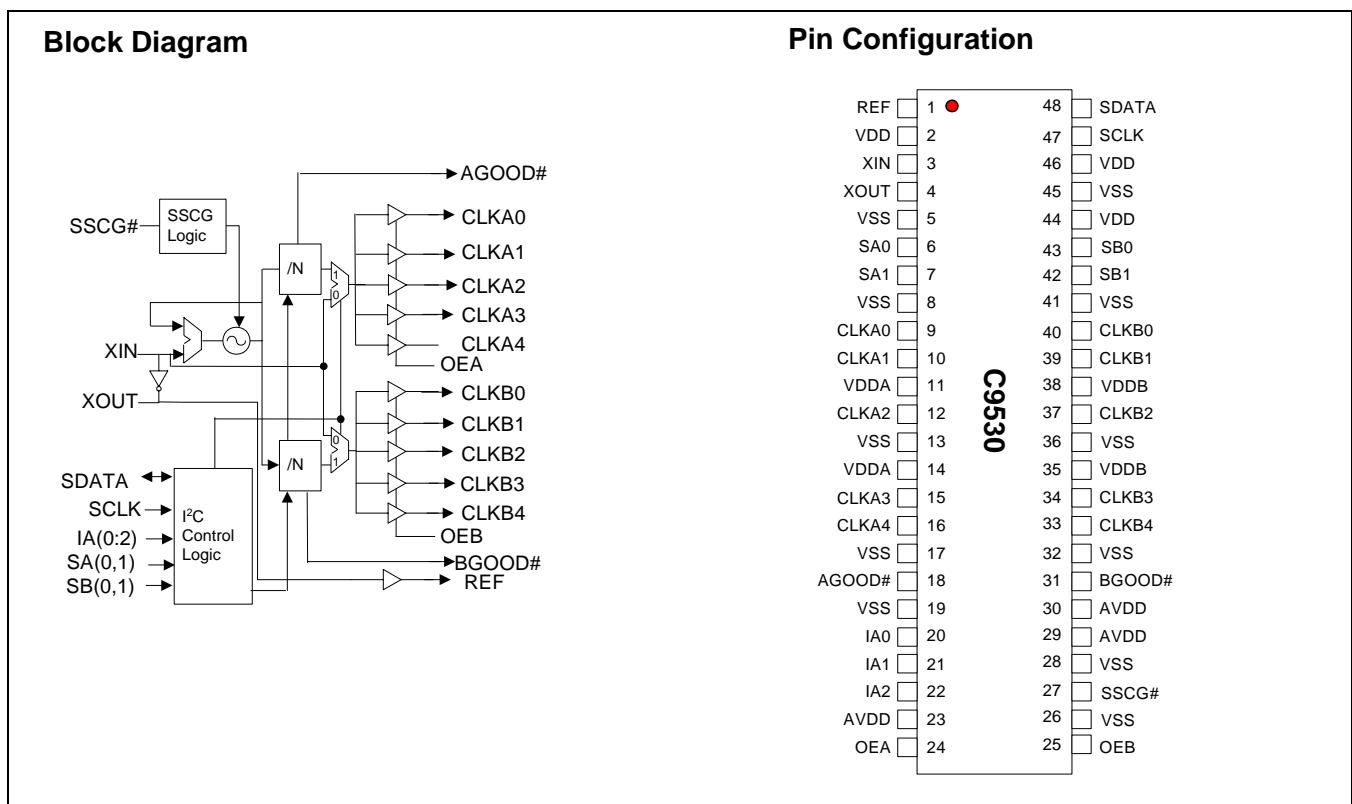 Block Diagram
AGOOD#
SSCG#
SSCG
Logic
CLKA0
CLKA1
/N
1
0
CLKA2
CLKA3
CLKA4
OEA
XIN
XOUT
CLKB0
CLKB1
0
1
/N
CLKB2
CLKB3
CLKB4
OEB
SDATA
SCLK
IA(0:2)
SA(0,1)
SB(0,1)
I²C
Control
Logic
BGOOD#
REF
Pin Configuration
REF 1 48 SDATA
VDD 2 47 SCLK
XIN 3 46 VDD
XOUT 4 45 VSS
VSS 5 44 VDD
SA0 6 43 SB0
SA1 7 42 SB1
VSS 8 41 VSS
CLKA0 9 40 CLKB0
CLKA1 10 39 CLKB1
VDDA 11 38 VDDB
CLKA2 12 37 CLKB2
VSS 13 36 VSS
VDDA 14 35 VDDB
CLKA3 15 34 CLKB3
CLKA4 16 33 CLKB4
VSS 17 32 VSS
AGOOD# 18 31 BGOOD#
VSS 19 30 AVDD
IA0 20 29 AVDD
IA1 21 28 VSS
IA2 22 27 SSCG#
AVDD 23 26 VSS
OEA 24 25 OEB
C9530